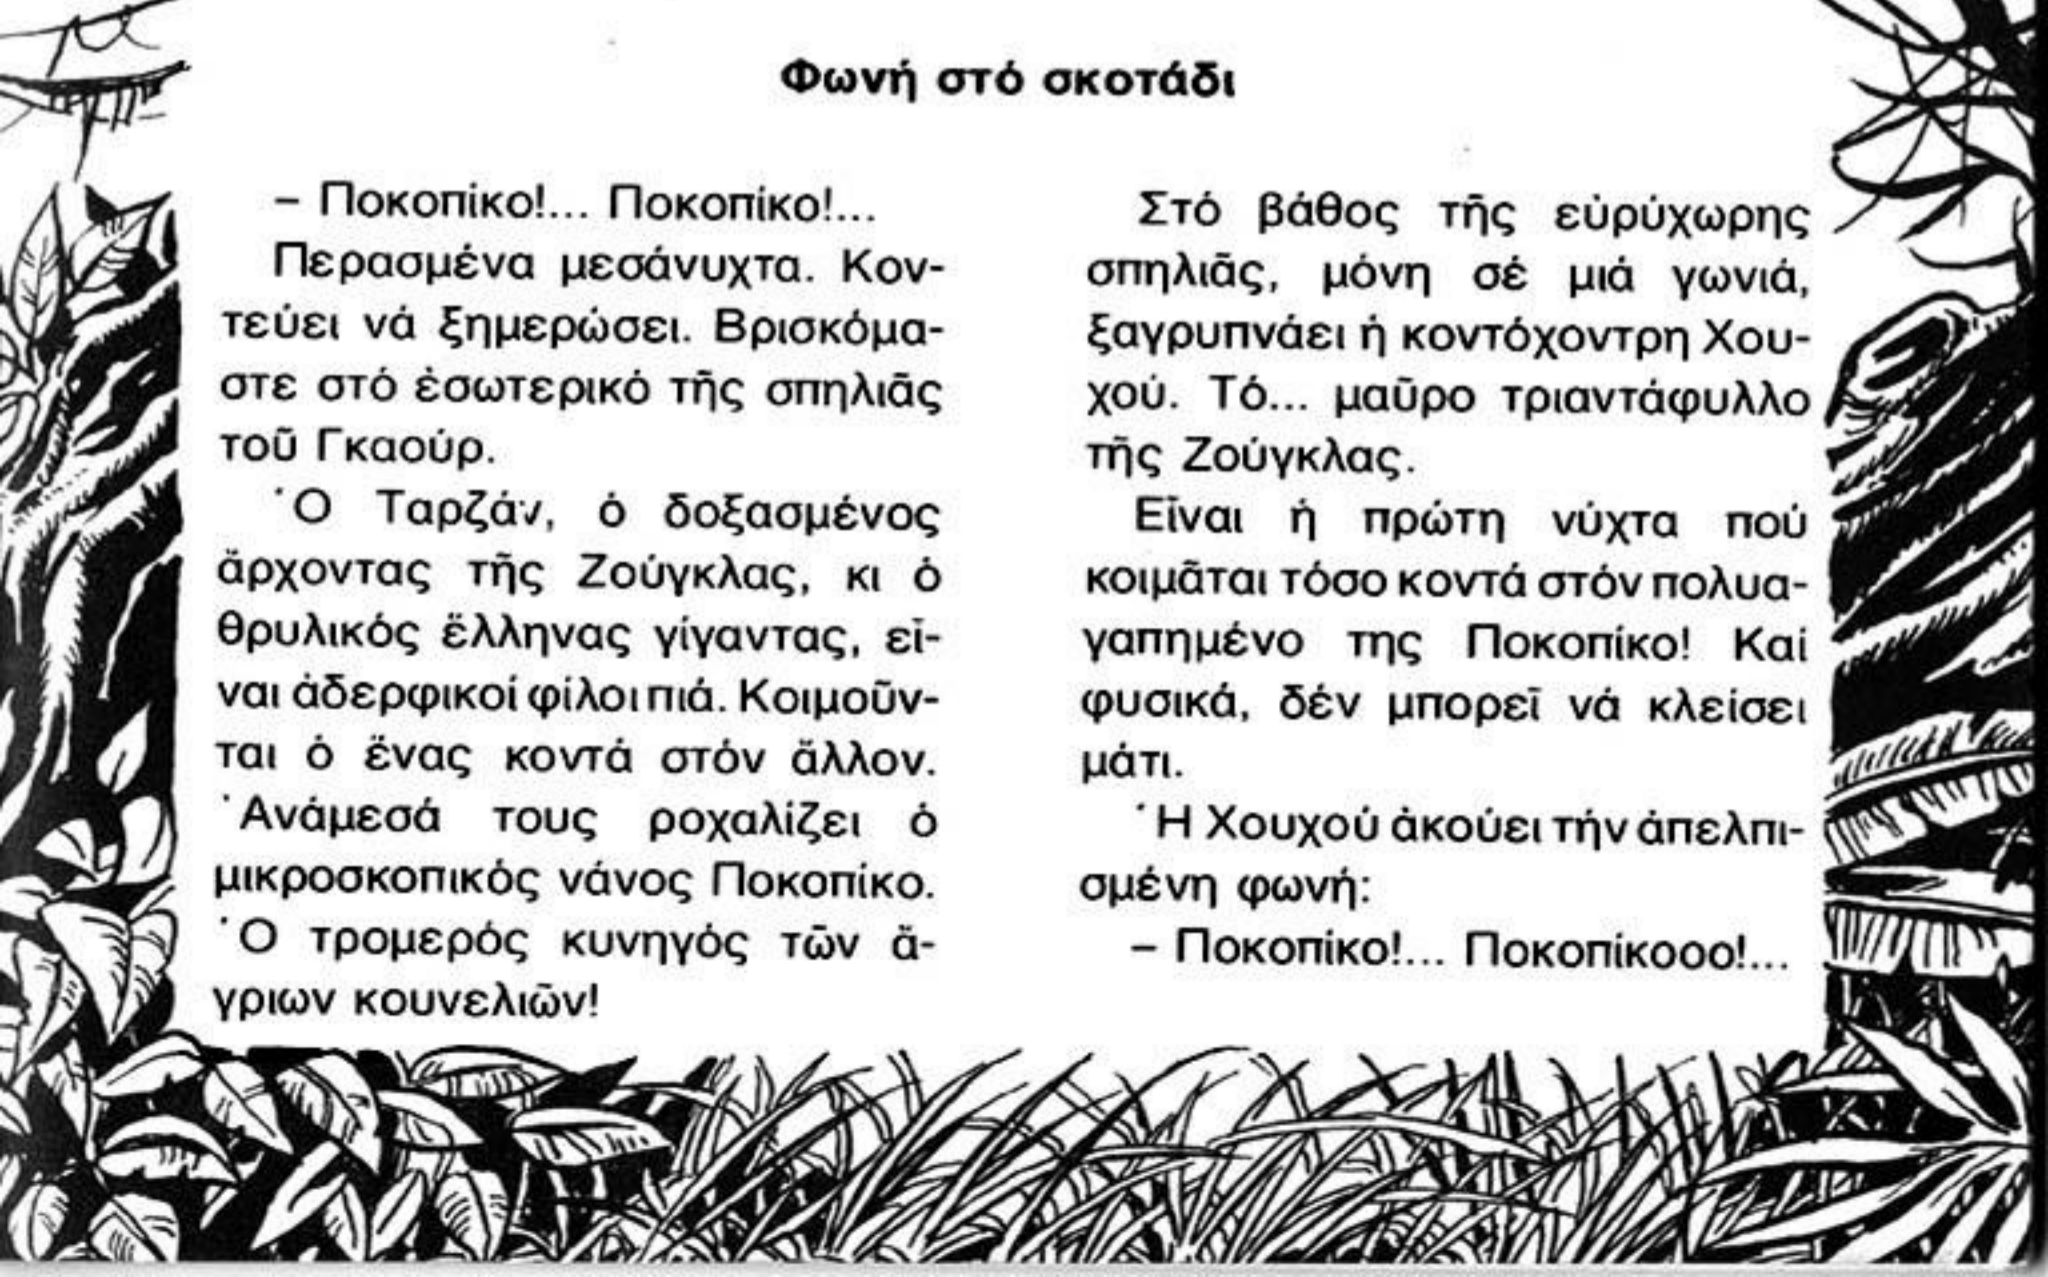 Φωνή στό σκοτάδι
– Ποκοπίκο!... Ποκοπίκο!...
Περασμένα μεσάνυχτα. Κον-
τεύει νά ξημερώσει. Βρισκόμα-
στε στό ἐσωτερικό τῆς σπηλιᾶς
τοῦ Γκαούρ.
Ὁ Ταρζάν, ὁ δοξασμένος
ἄρχοντας τῆς Ζούγκλας, κι ὁ
θρυλικός ἕλληνας γίγαντας, εἶ-
ναι ἀδερφικοί φίλοι πιά. Κοιμοῦν-
ται ὁ ἕνας κοντά στόν ἄλλον.
Ἀνάμεσά τους ροχαλίζει ὁ
μικροσκοπικός νάνος Ποκοπίκο.
Ὁ τρομερός κυνηγός τῶν ἄ-
γριων κουνελιῶν!
Στό βάθος τῆς εὐρύχωρης
σπηλιᾶς, μόνη σέ μιά γωνιά,
ξαγρυπνάει ἡ κοντόχοντρη Χου-
χού. Τό... μαῦρο τριαντάφυλλο
τῆς Ζούγκλας.
Εἶναι ἡ πρώτη νύχτα πού
κοιμᾶται τόσο κοντά στόν πολυα-
γαπημένο της Ποκοπίκο! Καί
φυσικά, δέν μπορεῖ νά κλείσει
μάτι.
Ἡ Χουχού ἀκούει τήν ἀπελπι-
σμένη φωνή:
– Ποκοπίκο!... Ποκοπίκοοο!...